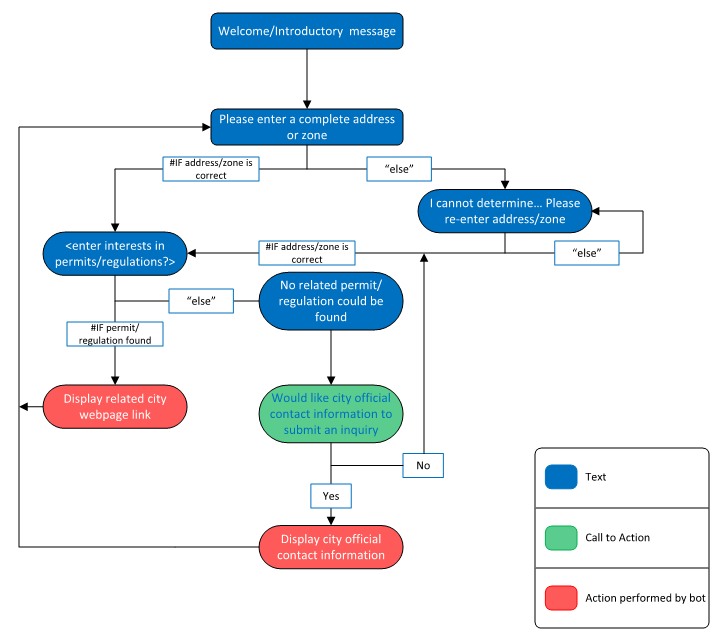 Welcome/Introductory message
Please enter a complete address
or zone
#IF address/zone is
correct
“else”
I cannot determine… Please
re-enter address/zone
<enter interests in
permits/regulations?>
#IF address/zone is
correct
“else”
No related permit/
regulation could be
found
“else”
#IF permit/
regulation found
Display related city
webpage link
Would like city official
contact information to
submit an inquiry
No
Yes
Display city official
contact information
Text
Call to Action
Action performed by bot